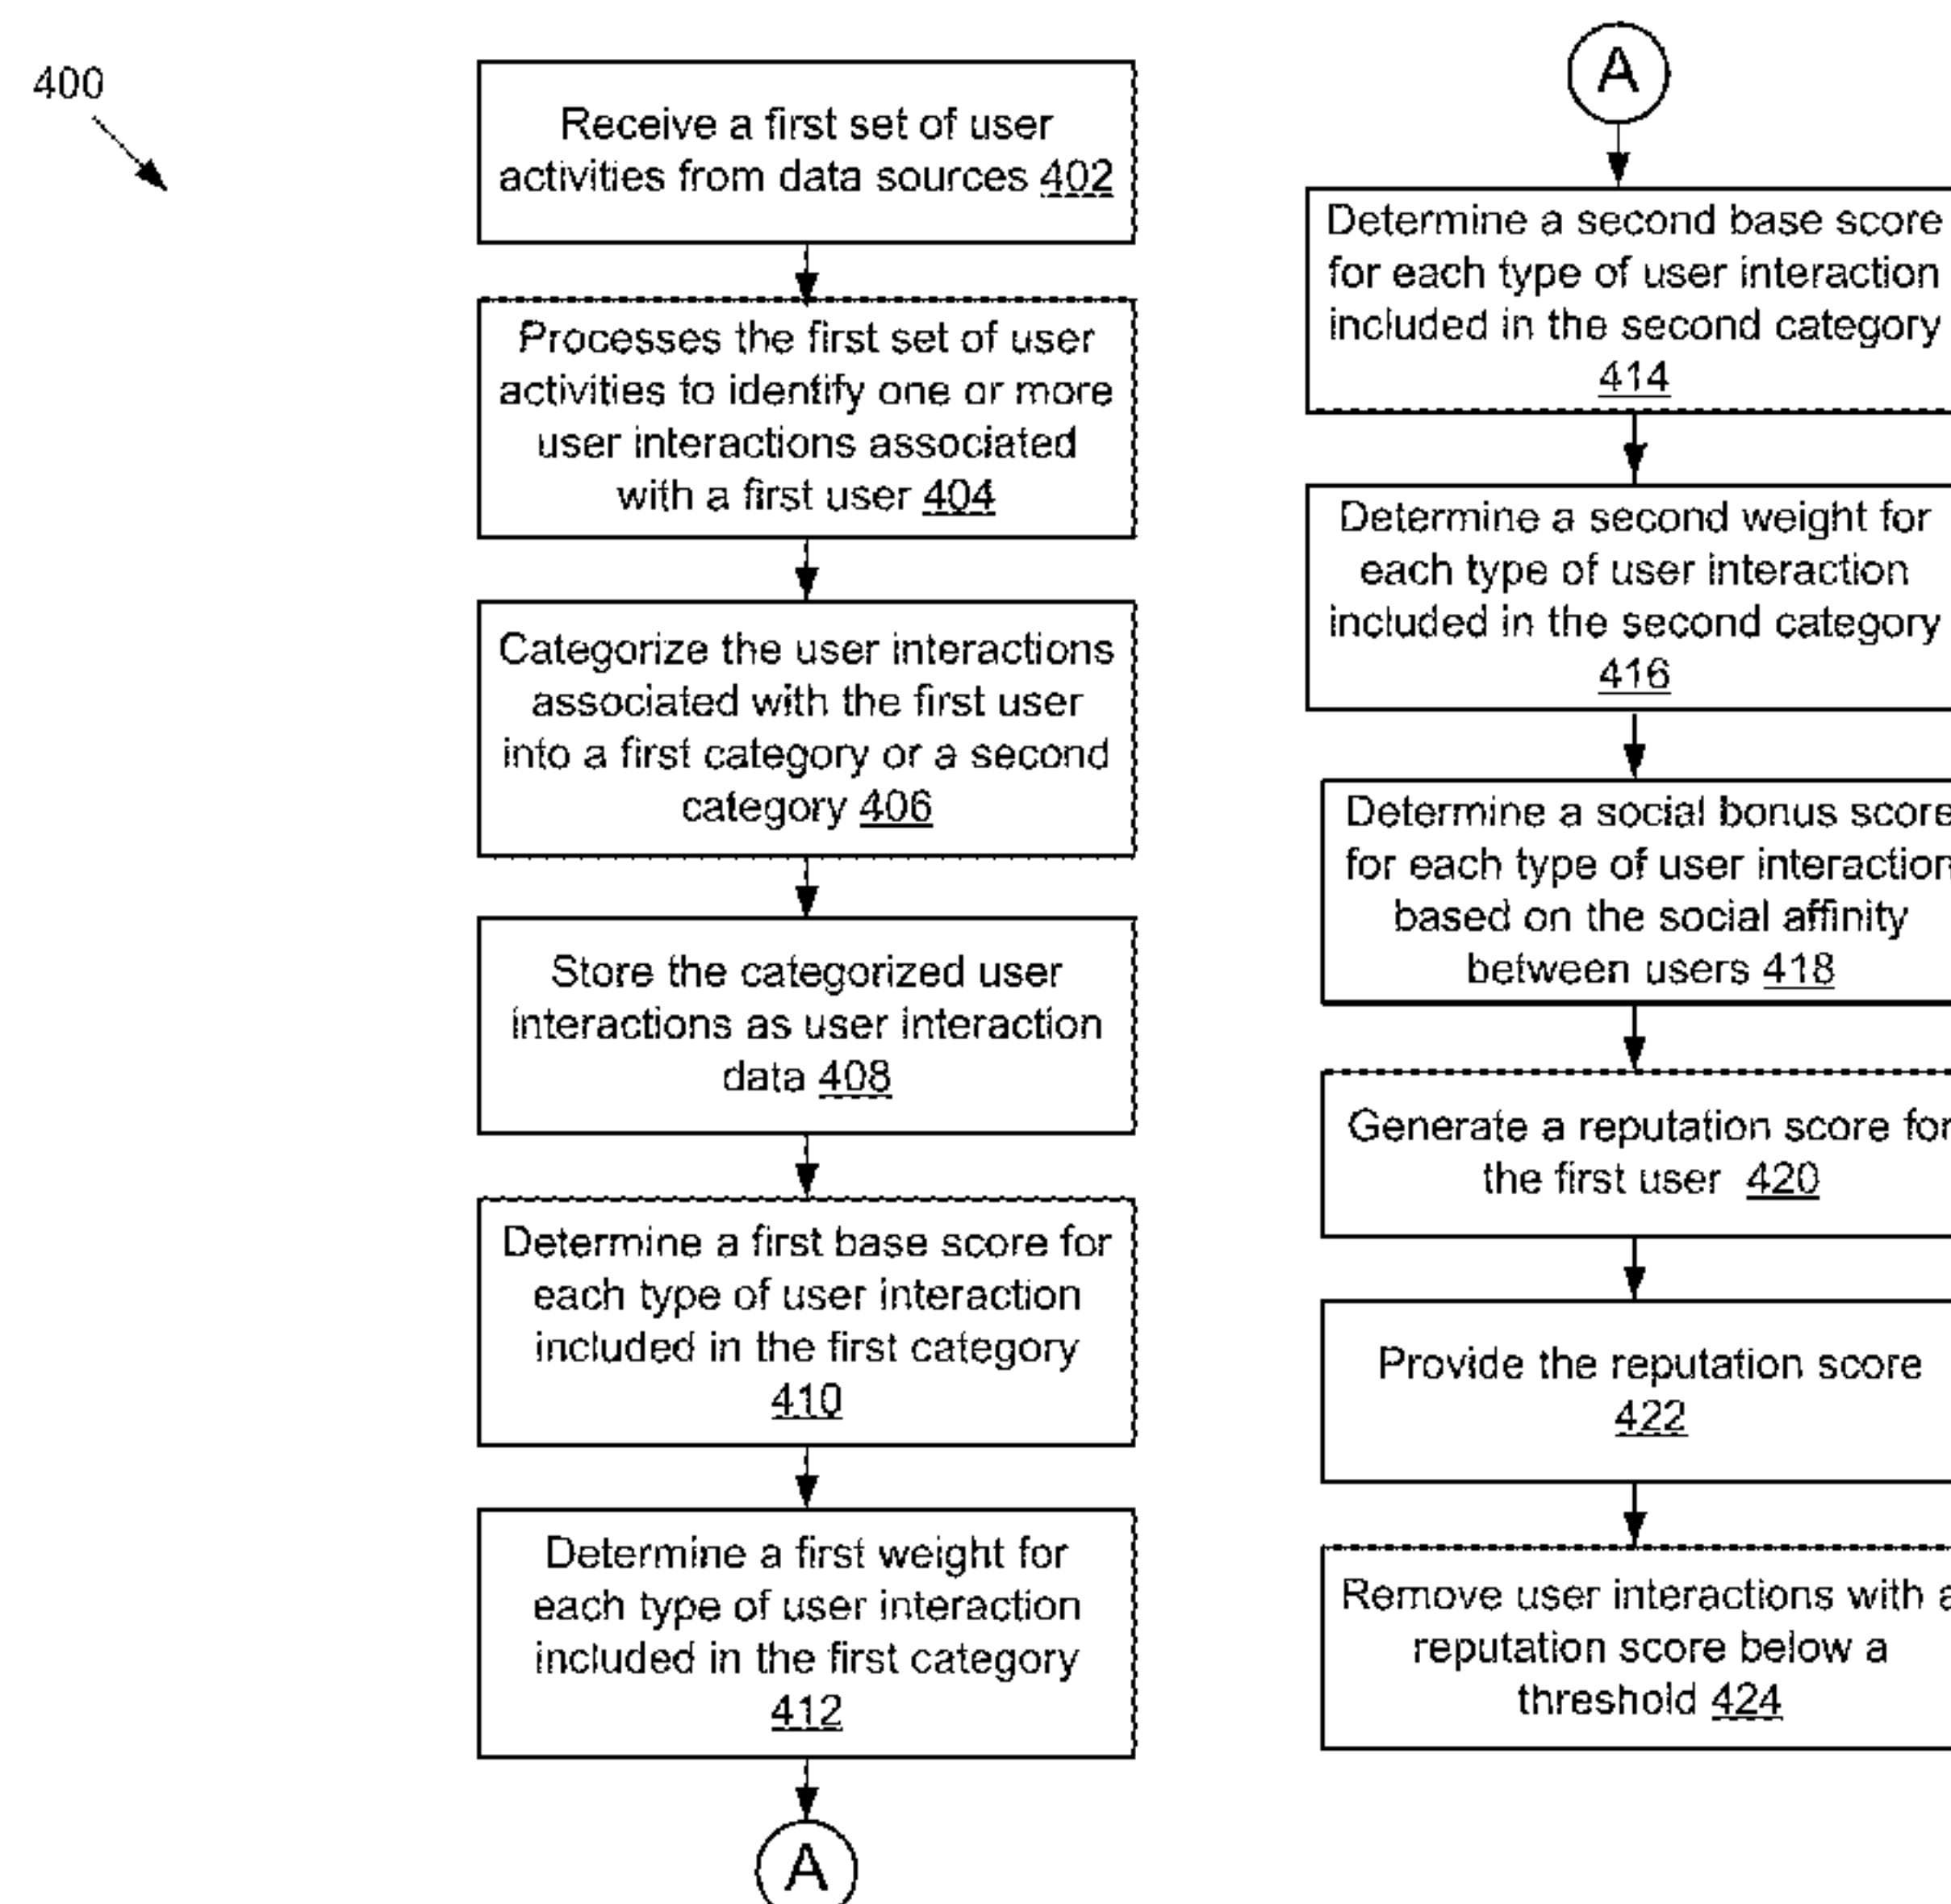 400
Receive a first set of user
activities from data sources 402
Processes the first set of user
activities to identify one or more
user interactions associated
with a first user 404
Categorize the user interactions
associated with the first user
into a first category or a second
category 406
Store the categorized user
interactions as user interaction
data 408
Determine a first base score for
each type of user interaction
included in the first category
410
Determine a first weight for
each type of user interaction
included in the first category
412
A
A
Determine a second base score
for each type of user interaction
included in the second category
414
Determine a second weight for
each type of user interaction
included in the second category
416
Determine a social bonus score
for each type of user interaction
based on the social affinity
between users 418
Generate a reputation score for
the first user 420
Provide the reputation score
422
Remove user interactions with a
reputation score below a
threshold 424